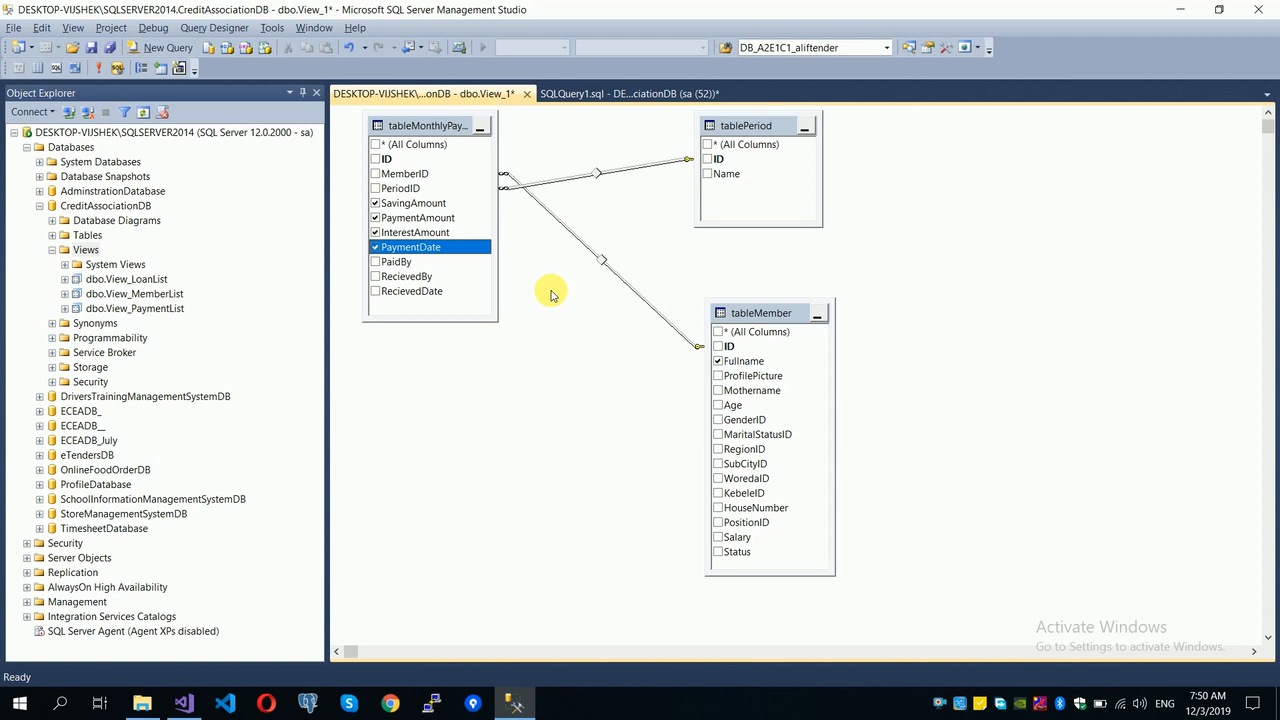 DESKTOP-VIJSHEK\SQLSERVER2014.CreditAssociationDB - dbo.View_1* - Microsoft SQL Server Management Studio
File Edit View Project Debug Query Designer Tools Window Help
New Query DB_A2E1C1_aliftender
Object Explorer
DESKTOP-VIJSHEK\...onDB - dbo.View_1* SQLQuery1.sql - DE...ciationDB (sa (52))*
Connect
DESKTOP-VIJSHEK\SQLSERVER2014 (SQL Server 12.0.2000 - sa)
Databases
System Databases
Database Snapshots
AdminstrationDatabase
CreditAssociationDB
Database Diagrams
Tables
Views
System Views
dbo.View_LoanList
dbo.View_MemberList
dbo.View_PaymentList
Synonyms
Programmability
Service Broker
Storage
Security
DriversTrainingManagementSystemDB
ECEADB_
ECEADB__
ECEADB_July
eTendersDB
OnlineFoodOrderDB
ProfileDatabase
SchoolInformationManagementSystemDB
StoreManagementSystemDB
TimesheetDatabase
Security
Server Objects
Replication
AlwaysOn High Availability
Management
Integration Services Catalogs
SQL Server Agent (Agent XPs disabled)
tableMonthlyPay...
* (All Columns)
ID
MemberID
PeriodID
SavingAmount
PaymentAmount
InterestAmount
PaymentDate
PaidBy
RecievedBy
RecievedDate
tablePeriod
* (All Columns)
ID
Name
tableMember
* (All Columns)
ID
Fullname
ProfilePicture
Mothername
Age
GenderID
MaritalStatusID
RegionID
SubCityID
WoredaID
KebeleID
HouseNumber
PositionID
Salary
Status
Activate Windows
Go to Settings to activate Windows.
Ready
ENG
7:50 AM
12/3/2019